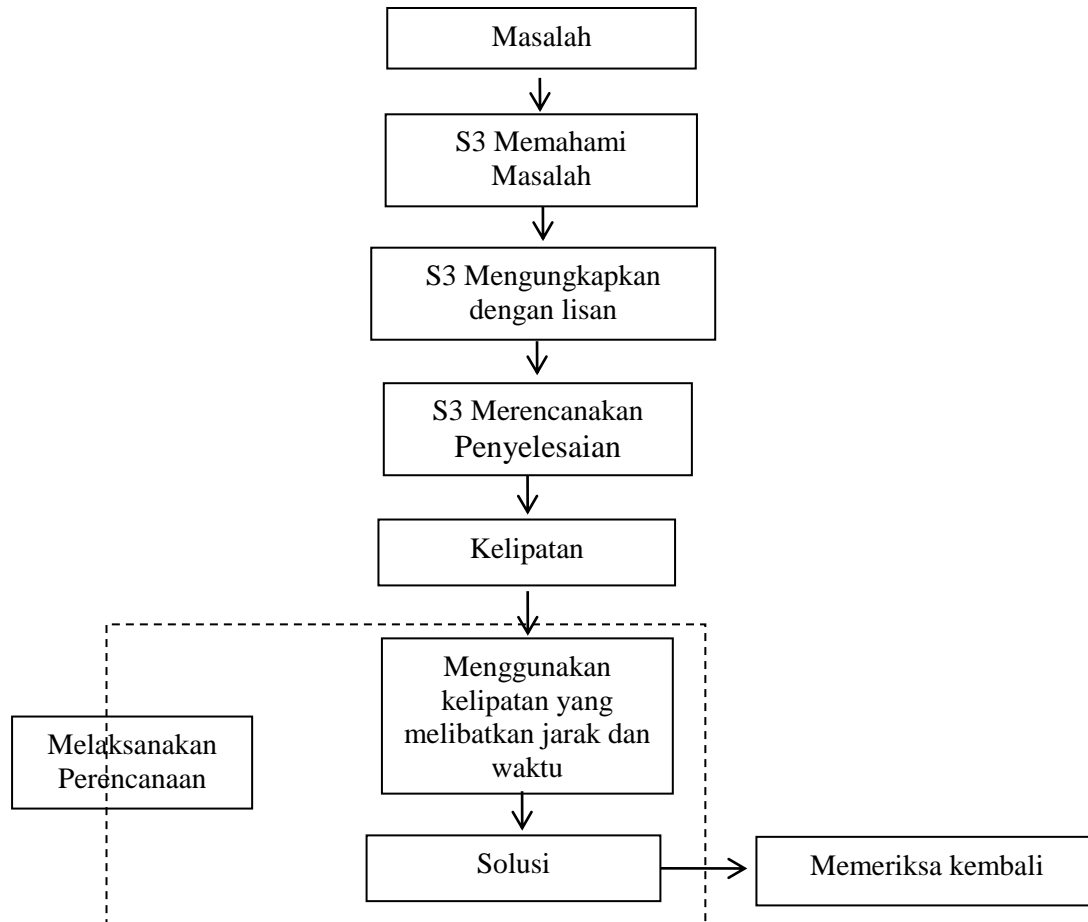 Masalah
S3 Memahami
Masalah
S3 Mengungkapkan
dengan lisan
S3 Merencanakan
Penyelesaian
Kelipatan
Menggunakan
kelipatan yang
melibatkan jarak dan
waktu
Melaksanakan
Perencanaan
Solusi
Memeriksa kembali